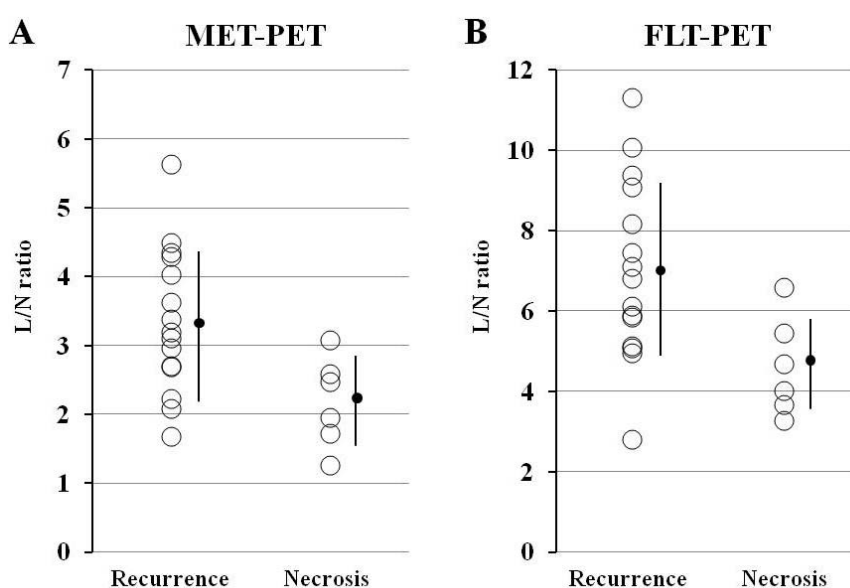 A
MET-PET
7
6
5
4
3
2
1
0
L/N ratio
Recurrence
Necrosis
B
FLT-PET
12
10
8
6
4
2
0
L/N ratio
Recurrence
Necrosis